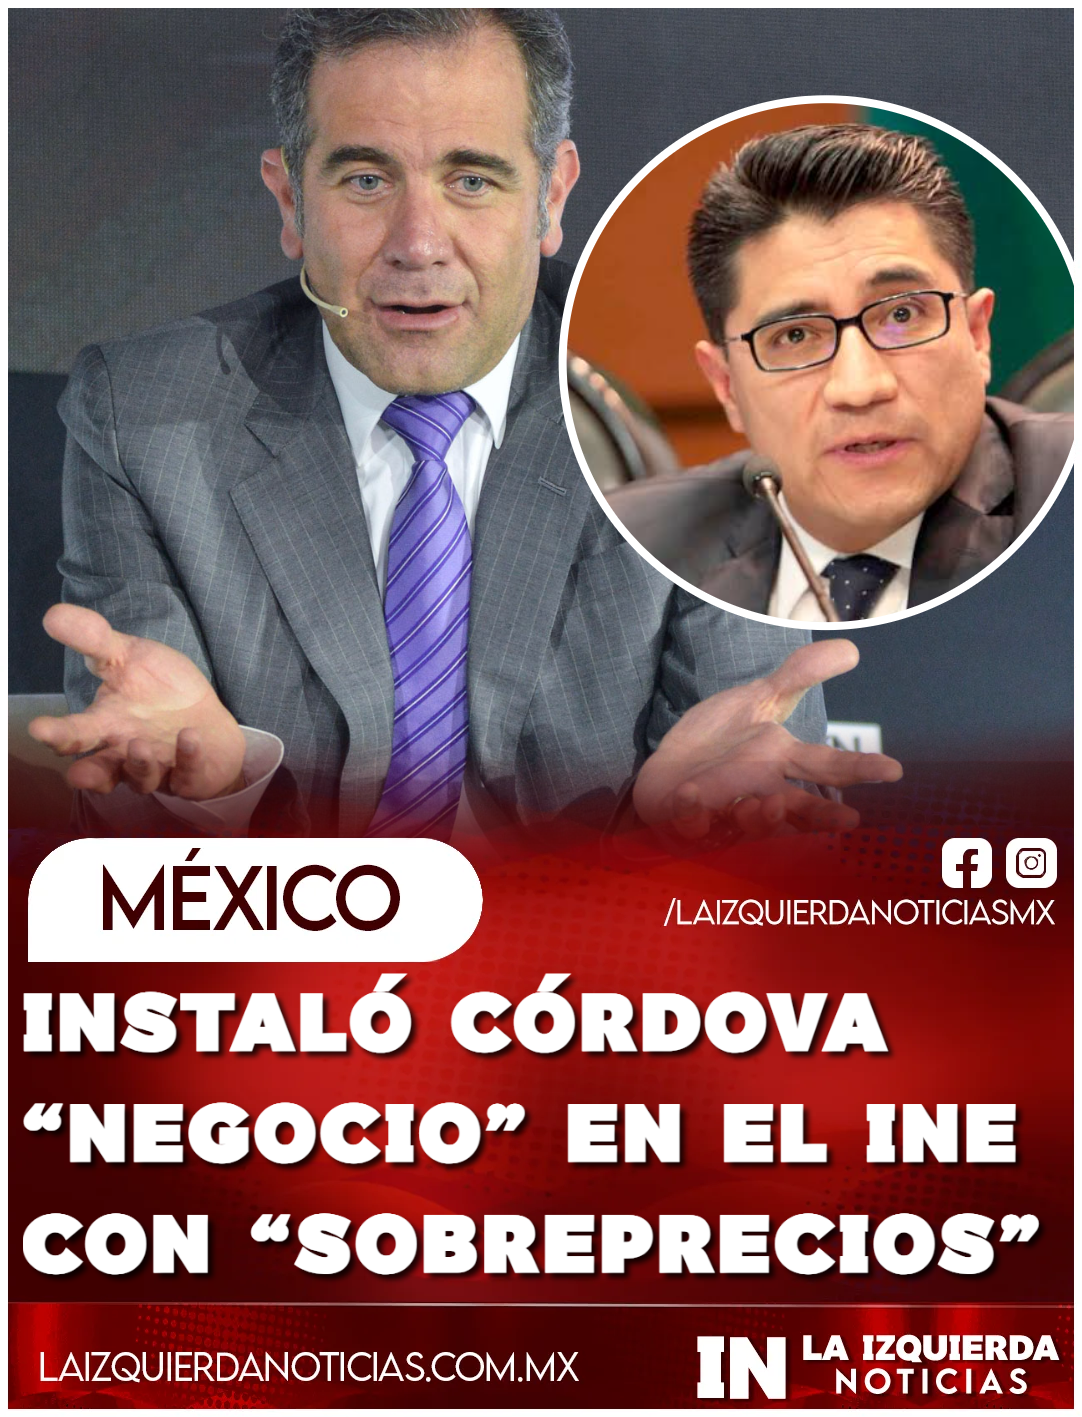 MÉXICO
/LAIZQUIERDANOTICIASMX
INSTALÓ CÓRDOVA
“NEGOCIO” EN EL INE
CON “SOBREPRECIOS”
LAIZQUIERDANOTICIAS.COM.MX
IN
LA IZQUIERDA
NOTICIAS